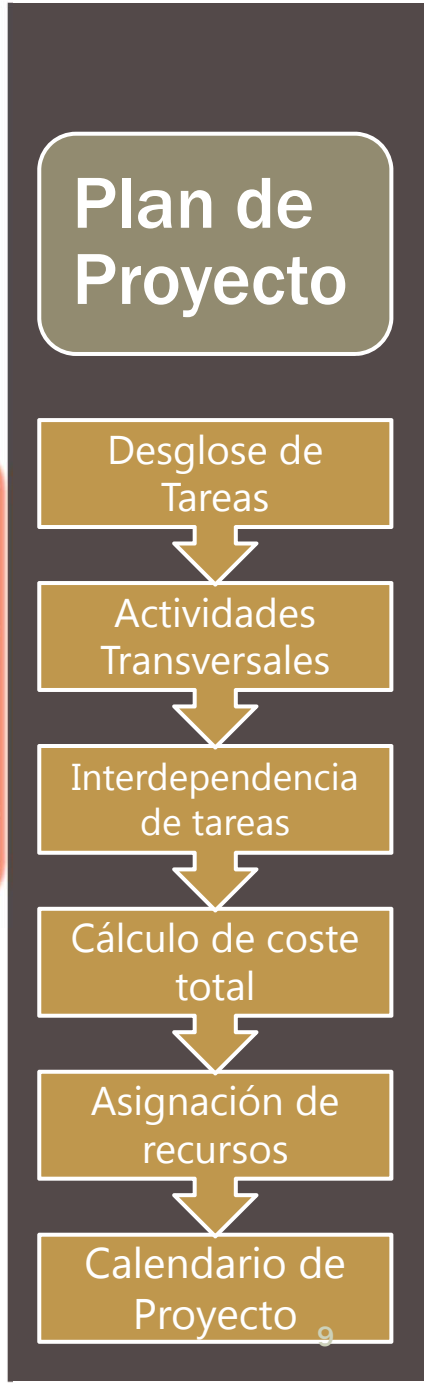 Plan de
Proyecto
Desglose de
Tareas
Actividades
Transversales
Interdependencia
de tareas
Cálculo de coste
total
Asignación de
recursos
Calendario de
Proyecto
9